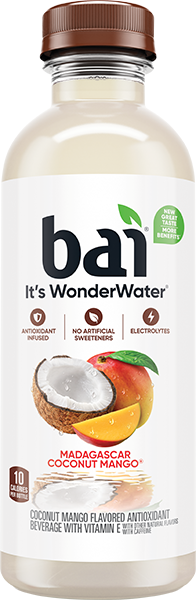 NEW
GREAT
TASTE
MORE
BENEFITS
bai®
It's WonderWater®
ANTIOXIDANT
INFUSED
NO ARTIFICIAL
SWEETENERS
ELECTROLYTES
MADAGASCAR
COCONUT MANGO®
10
CALORIES
PER BOTTLE
COCONUT MANGO FLAVORED ANTIOXIDANT
BEVERAGE WITH VITAMIN C WITH OTHER NATURAL FLAVORS
WITH CAFFEINE